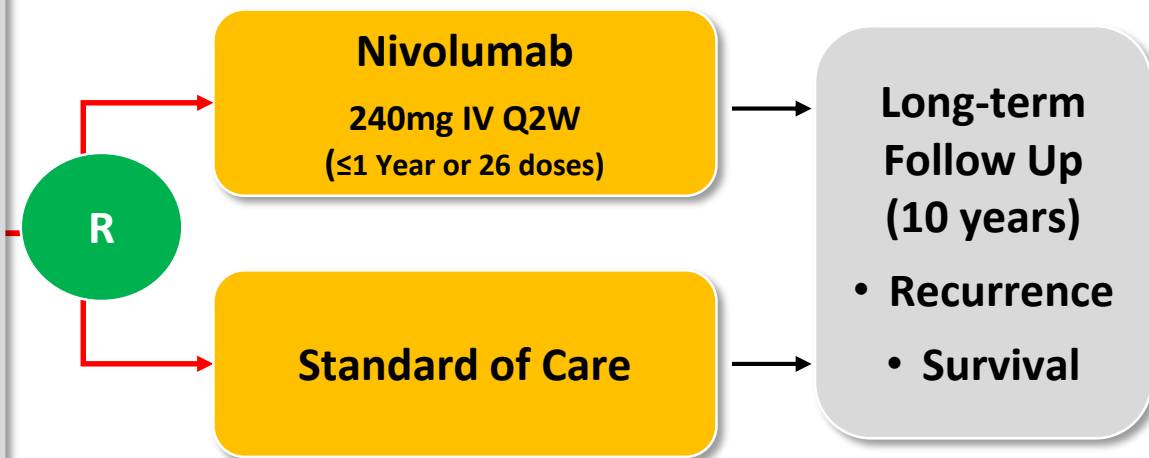 R
Nivolumab
240mg IV Q2W
(≤1 Year or 26 doses)
Standard of Care
Long-term
Follow Up
(10 years)
• Recurrence
• Survival